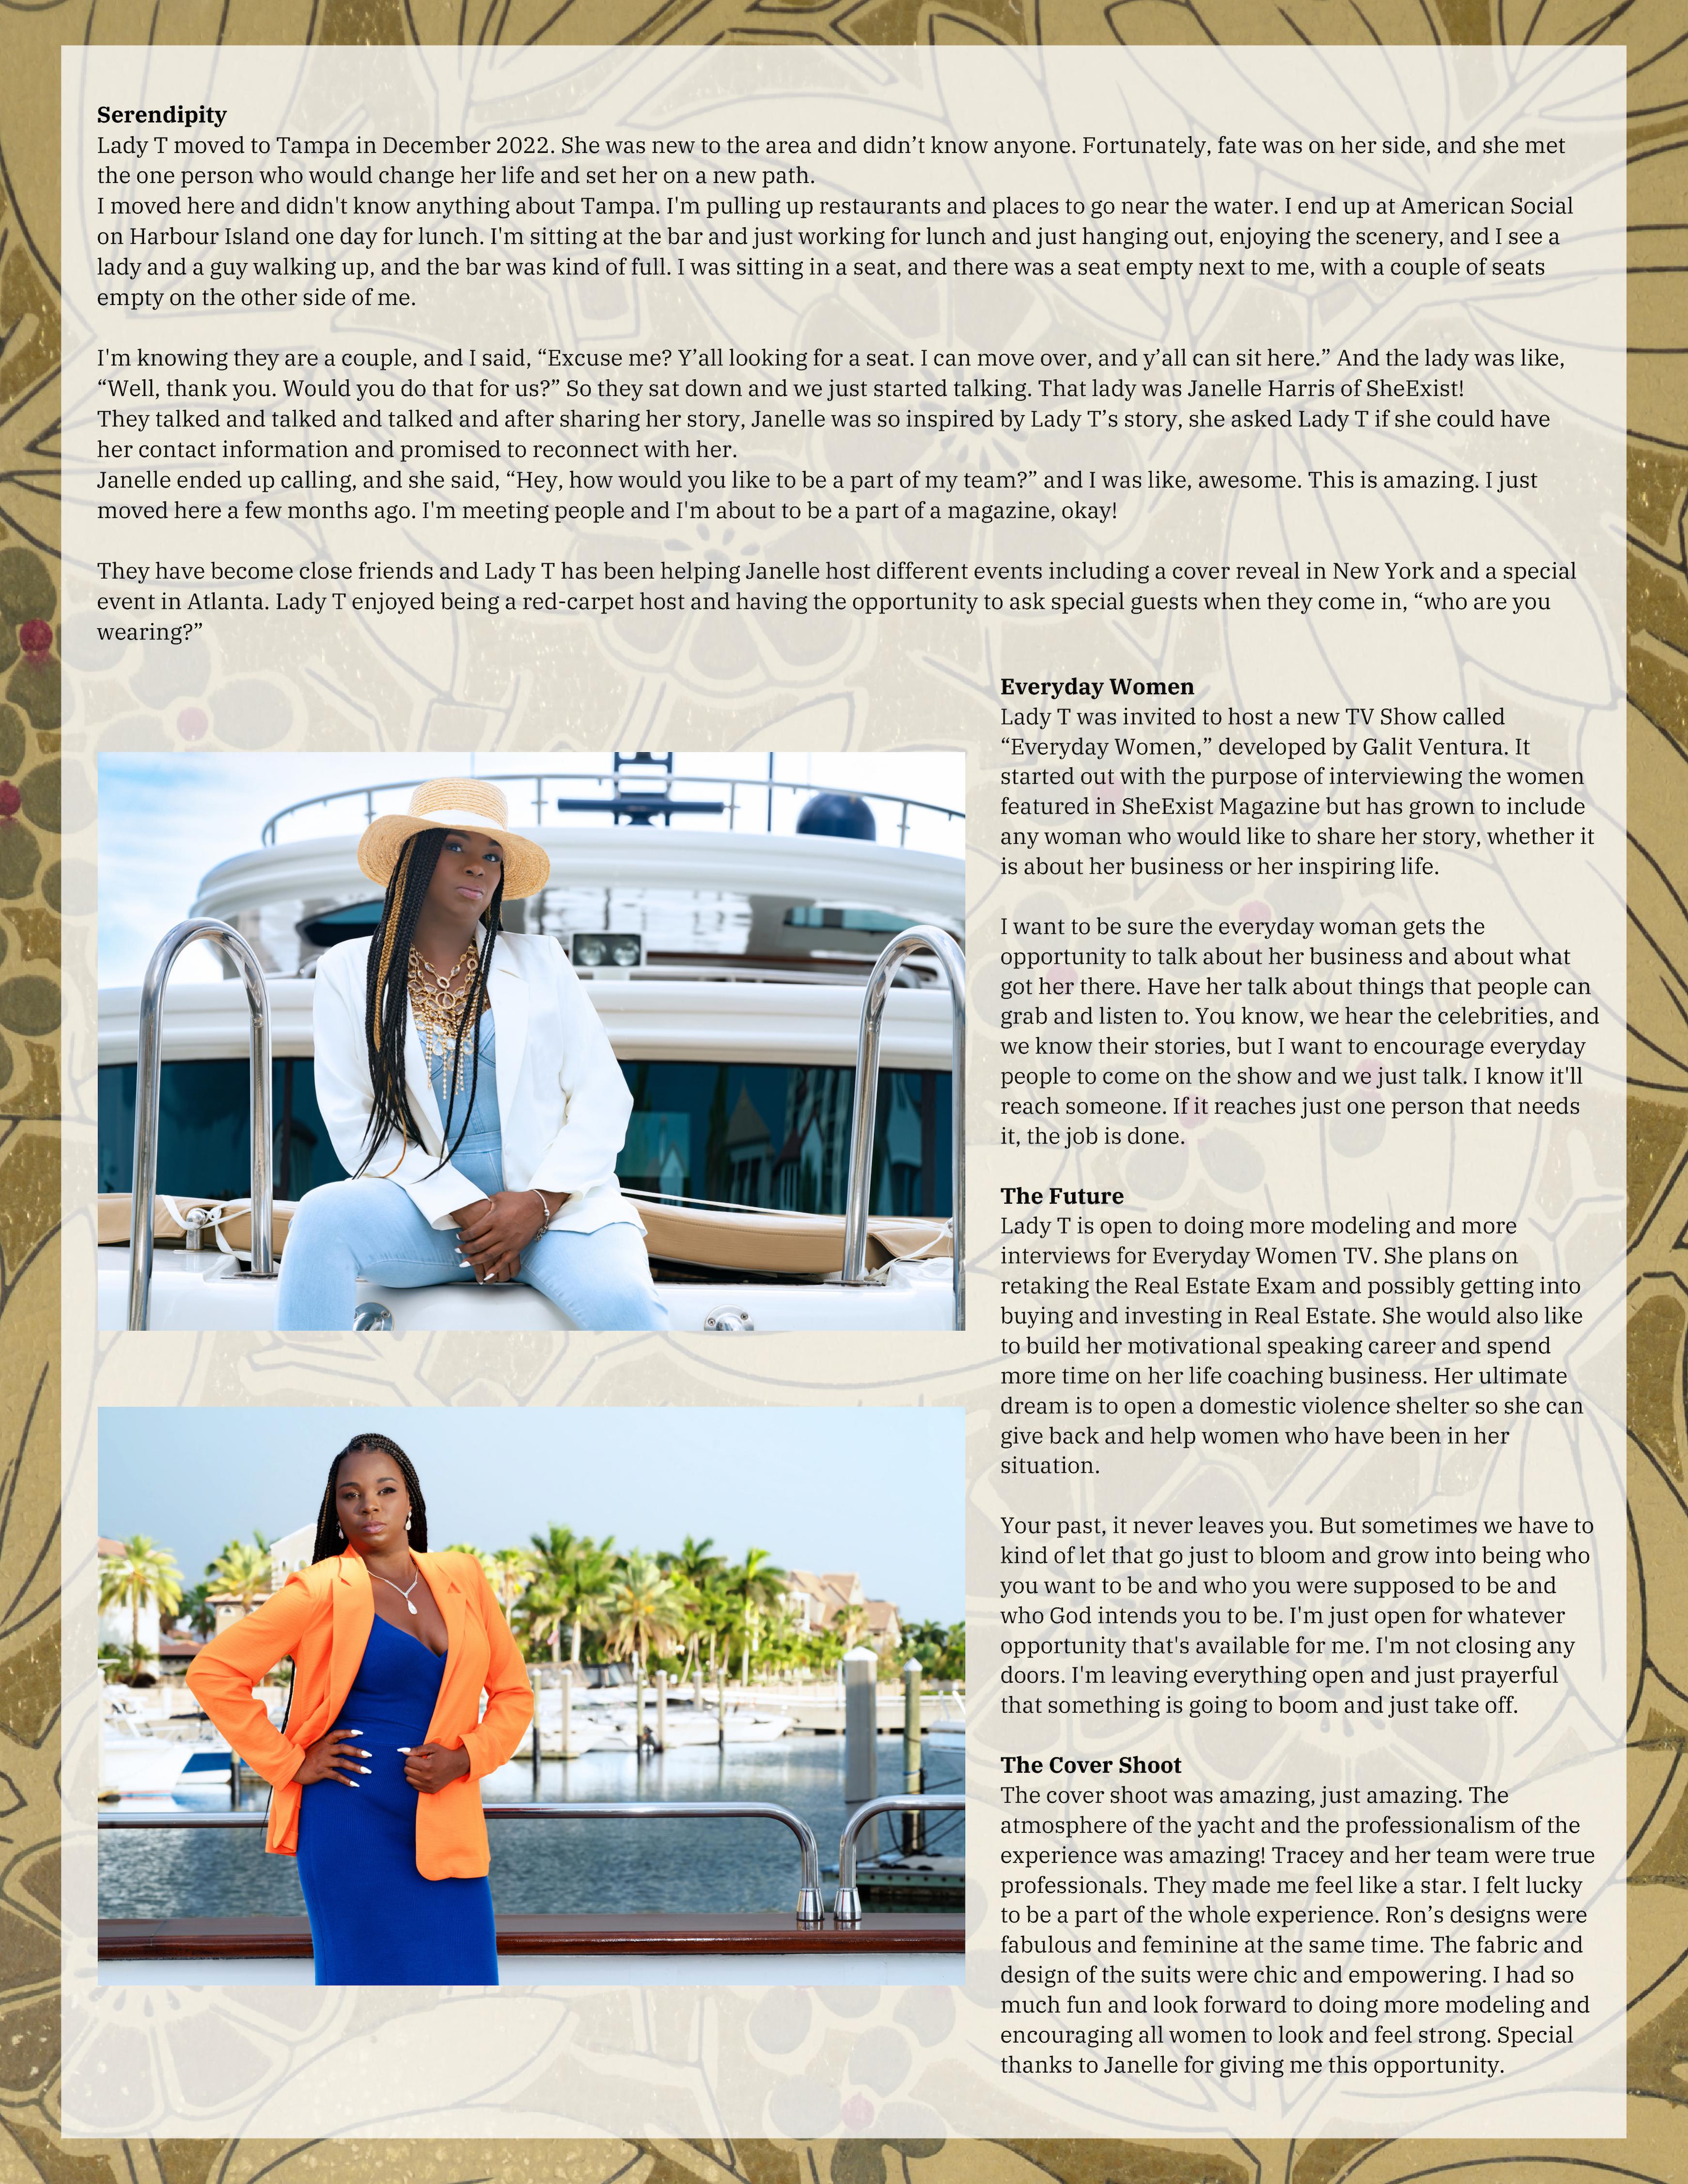 Serendipity
Lady T moved to Tampa in December 2022. She was new to the area and didn’t know anyone. Fortunately, fate was on her side, and she met
the one person who would change her life and set her on a new path.
I moved here and didn't know anything about Tampa. I'm pulling up restaurants and places to go near the water. I end up at American Social
on Harbour Island one day for lunch. I'm sitting at the bar and just working for lunch and just hanging out, enjoying the scenery, and I see a
lady and a guy walking up, and the bar was kind of full. I was sitting in a seat, and there was a seat empty next to me, with a couple of seats
empty on the other side of me.
I'm knowing they are a couple, and I said, “Excuse me? Y’all looking for a seat. I can move over, and y’all can sit here.” And the lady was like,
“Well, thank you. Would you do that for us?” So they sat down and we just started talking. That lady was Janelle Harris of SheExist!
They talked and talked and talked and after sharing her story, Janelle was so inspired by Lady T’s story, she asked Lady T if she could have
her contact information and promised to reconnect with her.
Janelle ended up calling, and she said, “Hey, how would you like to be a part of my team?” and I was like, awesome. This is amazing. I just
moved here a few months ago. I'm meeting people and I'm about to be a part of a magazine, okay!
They have become close friends and Lady T has been helping Janelle host different events including a cover reveal in New York and a special
event in Atlanta. Lady T enjoyed being a red-carpet host and having the opportunity to ask special guests when they come in, “who are you
wearing?”
Everyday Women
Lady T was invited to host a new TV Show called
“Everyday Women,” developed by Galit Ventura. It
started out with the purpose of interviewing the women
featured in SheExist Magazine but has grown to include
any woman who would like to share her story, whether it
is about her business or her inspiring life.
I want to be sure the everyday woman gets the
opportunity to talk about her business and about what
got her there. Have her talk about things that people can
grab and listen to. You know, we hear the celebrities, and
we know their stories, but I want to encourage everyday
people to come on the show and we just talk. I know it'll
reach someone. If it reaches just one person that needs
it, the job is done.
The Future
Lady T is open to doing more modeling and more
interviews for Everyday Women TV. She plans on
retaking the Real Estate Exam and possibly getting into
buying and investing in Real Estate. She would also like
to build her motivational speaking career and spend
more time on her life coaching business. Her ultimate
dream is to open a domestic violence shelter so she can
give back and help women who have been in her
situation.
Your past, it never leaves you. But sometimes we have to
kind of let that go just to bloom and grow into being who
you want to be and who you were supposed to be and
who God intends you to be. I'm just open for whatever
opportunity that's available for me. I'm not closing any
doors. I'm leaving everything open and just prayerful
that something is going to boom and just take off.
The Cover Shoot
The cover shoot was amazing, just amazing. The
atmosphere of the yacht and the professionalism of the
experience was amazing! Tracey and her team were true
professionals. They made me feel like a star. I felt lucky
to be a part of the whole experience. Ron’s designs were
fabulous and feminine at the same time. The fabric and
design of the suits were chic and empowering. I had so
much fun and look forward to doing more modeling and
encouraging all women to look and feel strong. Special
thanks to Janelle for giving me this opportunity.